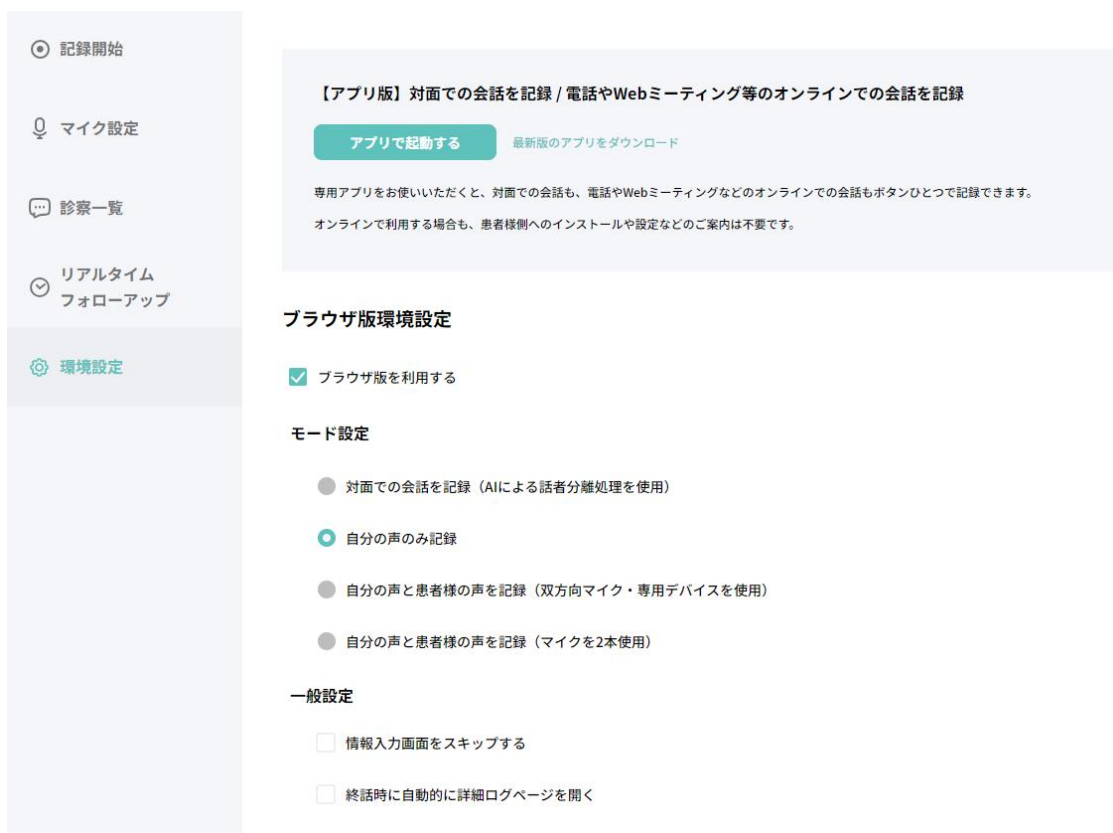 記録開始
マイク設定
診察一覧
リアルタイム
フォローアップ
環境設定
【アプリ版】対面での会話を記録 / 電話やWebミーティング等のオンラインでの会話を記録
アプリで起動する
最新版のアプリをダウンロード
専用アプリをお使いいただくと、対面での会話も、電話やWebミーティングなどのオンラインでの会話もボタンひとつで記録できます。
オンラインで利用する場合も、患者様側へのインストールや設定などのご案内は不要です。
ブラウザ版環境設定
ブラウザ版を利用する
モード設定
対面での会話を記録（AIによる話者分離処理を使用）
自分の声のみ記録
自分の声と患者様の声を記録（双方向マイク・専用デバイスを使用）
自分の声と患者様の声を記録（マイクを2本使用）
一般設定
情報入力画面をスキップする
終話時に自動的に詳細ログページを開く